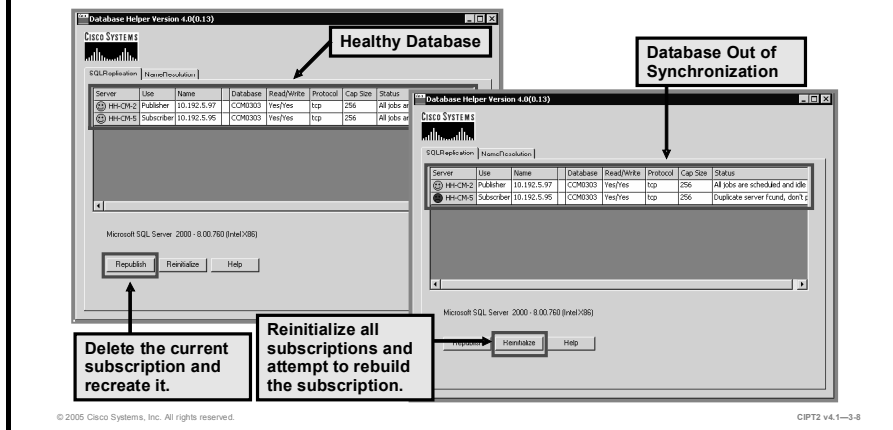 Database Helper Version 4.0(0.13)
CISCO SYSTEMS
Healthy Database
SQLReplication NameResolution
Server Use Name Database Read/Write Protocol Cap Size Status
HH-CM-2 Publisher 10.192.5.97 CCM0303 Yes/Yes tcp 256 All jobs ar
HH-CM-5 Subscriber 10.192.5.95 CCM0303 Yes/Yes tcp 256 All jobs ar
Microsoft SQL Server 2000 - 8.00.760 (Intel X86)
Republish Reinitialize Help
Delete the current
subscription and
recreate it.
Database Out of
Synchronization
Database Helper Version 4.0(0.13)
CISCO SYSTEMS
SQLReplication NameResolution
Server Use Name Database Read/Write Protocol Cap Size Status
HH-CM-2 Publisher 10.192.5.97 CCM0303 Yes/Yes tcp 256 All jobs are scheduled and idle
HH-CM-5 Subscriber 10.192.5.95 CCM0303 Yes/Yes tcp 256 Duplicate server found, don't p
Microsoft SQL Server 2000 - 8.00.760 (Intel X86)
Republish Reinitialize Help
Reinitialize all
subscriptions and
attempt to rebuild
the subscription.
© 2005 Cisco Systems, Inc. All rights reserved.
CIPT2 v4.1—3-8